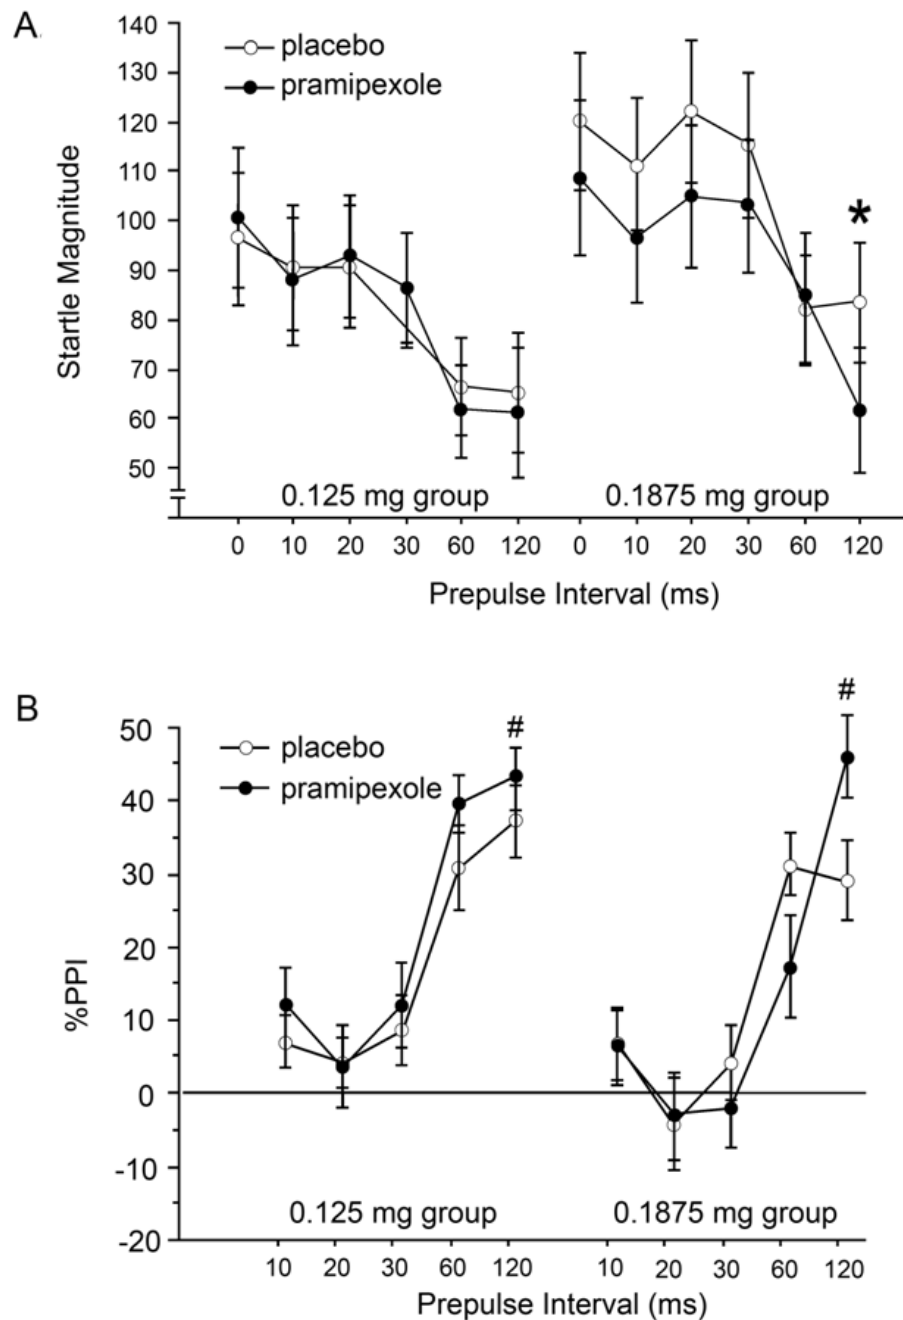 A.
140
130
120
110
100
90
80
70
60
50
Startle Magnitude
placebo
pramipexole
*
0.125 mg group
0.1875 mg group
0 10 20 30 60 120 0 10 20 30 60 120
Prepulse Interval (ms)
B
50
40
30
20
10
0
-10
-20
%PPI
placebo
pramipexole
#
#
0.125 mg group
0.1875 mg group
10 20 30 60 120 10 20 30 60 120
Prepulse Interval (ms)